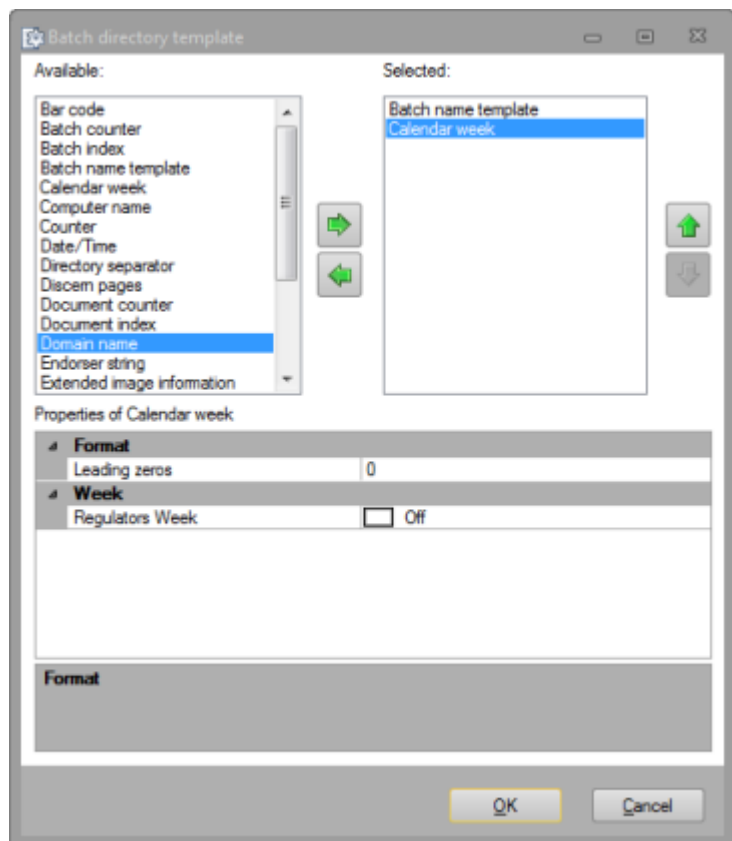 Batch directory template
Available:
Selected:
Bar code
Batch counter
Batch index
Batch name template
Calendar week
Computer name
Counter
Date/Time
Directory separator
Discern pages
Document counter
Document index
Domain name
Endorser string
Extended image information
Batch name template
Calendar week
Properties of Calendar week
Format
Leading zeros 0
Week
Regulators Week Off
Format
OK Cancel